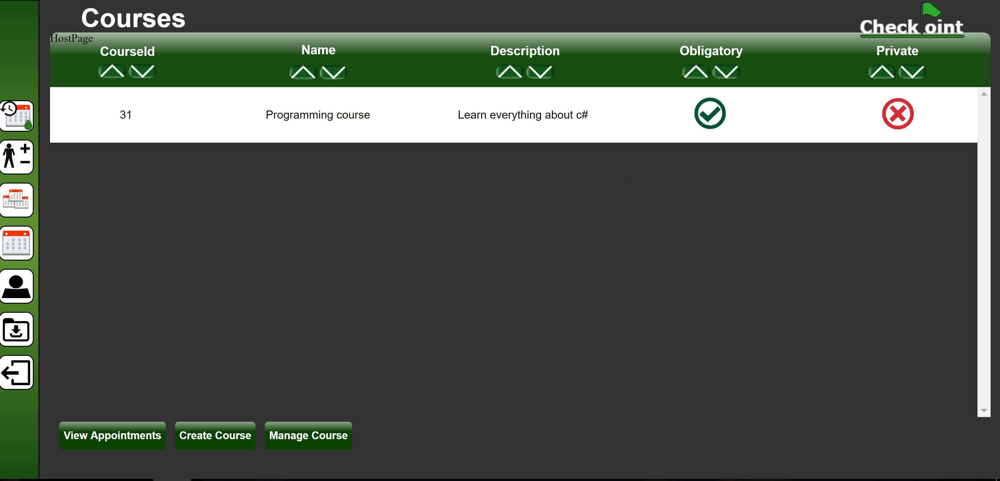 Courses
Check oint
HostPage
CourseId Name Description Obligatory Private
31 Programming course Learn everything about c#
View Appointments Create Course Manage Course